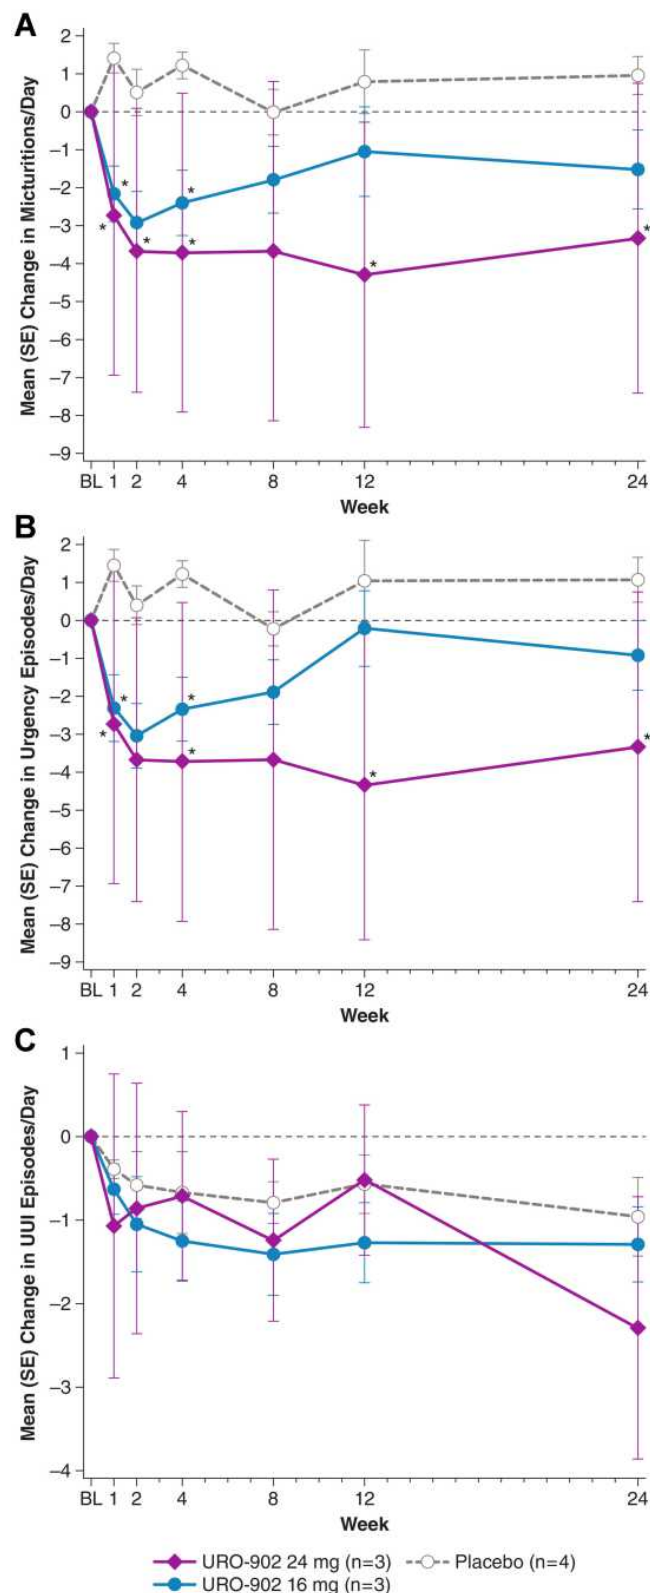 A
Mean (SE) Change in Micturitions/Day
2
1
0
–1
–2
–3
–4
–5
–6
–7
–8
–9
* * * * * * *
BL 1 2 4 8 12 24
Week
B
Mean (SE) Change in Urgency Episodes/Day
2
1
0
–1
–2
–3
–4
–5
–6
–7
–8
–9
* * * * * *
BL 1 2 4 8 12 24
Week
C
Mean (SE) Change in UUI Episodes/Day
1
0
–1
–2
–3
–4
BL 1 2 4 8 12 24
Week
URO-902 24 mg (n=3) Placebo (n=4)
URO-902 16 mg (n=3)